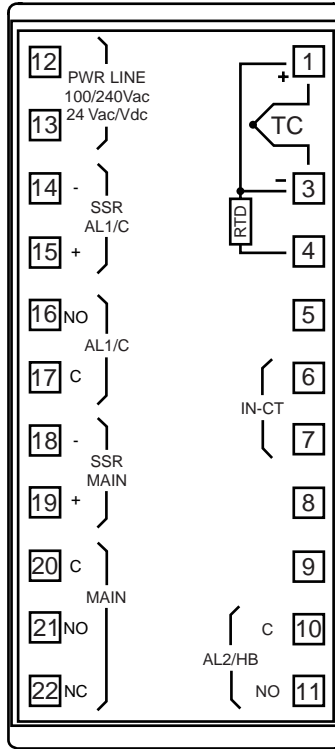 12
PWR LINE
100/240Vac
13 24 Vac/Vdc
14 -
SSR
AL1/C
15 +
16 NO
AL1/C
17 C
18 -
SSR
MAIN
19 +
20 C
MAIN
21 NO
22 NC
1
+
TC
- 3
RTD
4
5
6
IN-CT
7
8
9
C 10
AL2/HB
NO 11